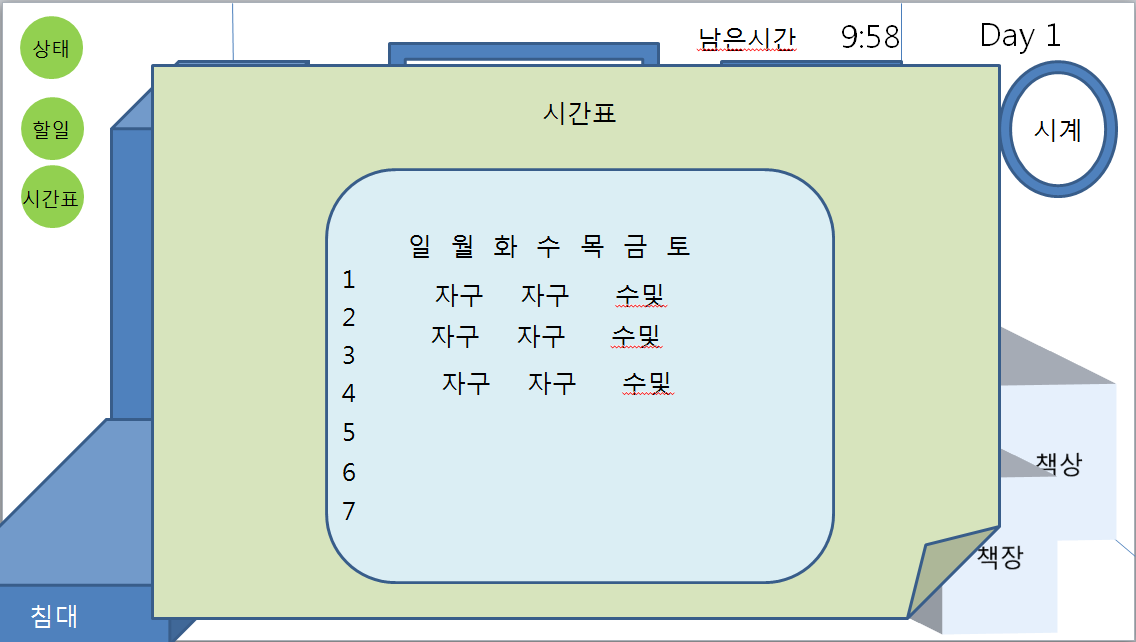 상태
남은시간 9:58 Day 1
할일
시간표
시계
시간표
일 월 화 수 목 금 토
1
자구 자구 수및
2
자구 자구 수및
3
자구 자구 수및
4
5
6
7
책상
책장
침대